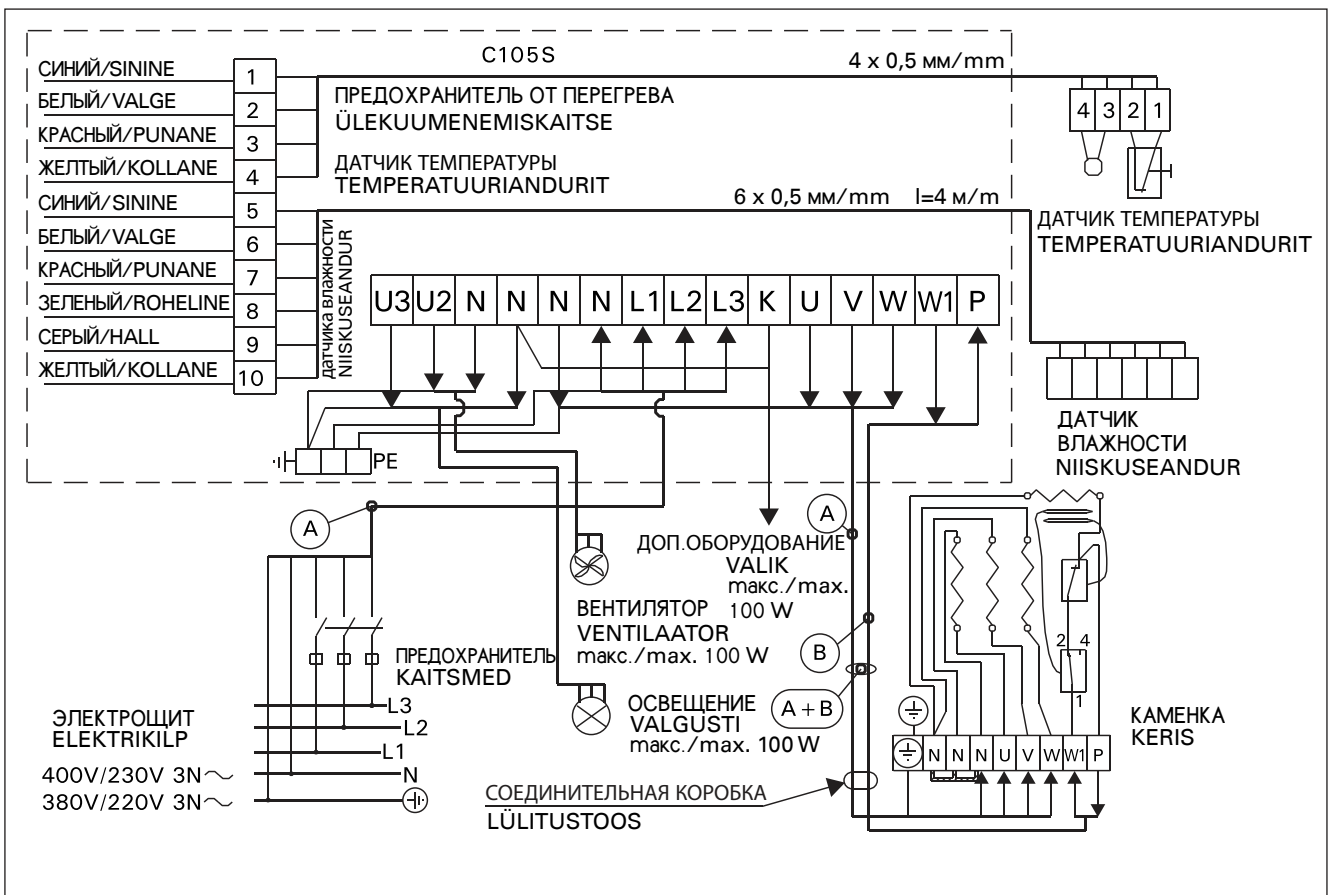 C105S
4 x 0,5 мм/mm
СИНИЙ/SININE
1
БЕЛЫЙ/VALGE
2
КРАСНЫЙ/PUNANE
3
ЖЕЛТЫЙ/KOLLANE
4
СИНИЙ/SININE
5
БЕЛЫЙ/VALGE
6
КРАСНЫЙ/PUNANE
7
ЗЕЛЕНЫЙ/ROHELINE
8
СЕРЫЙ/HALL
9
ЖЕЛТЫЙ/KOLLANE
10
ПРЕДОХРАНИТЕЛЬ ОТ ПЕРЕГРЕВА
ÜLEKUUMENEMISKAITSE
ДАТЧИК ТЕМПЕРАТУРЫ
TEMPERATUURIANDURIT
4 3 2 1
6 x 0,5 мм/mm l=4 м/m
ДАТЧИК ТЕМПЕРАТУРЫ
TEMPERATUURIANDURIT
датчика влажности
NIISKUSEANDUR
U3 U2 N N N N L1 L2 L3 K U V W W1 P
ДАТЧИК
ВЛАЖНОСТИ
NIISKUSEANDUR
PE
A
A
ДОП.ОБОРУДОВАНИЕ
VALIK
макс./max.
100 W
ВЕНТИЛЯТОР
VENTILAATOR
макс./max. 100 W
B
2 4
1
ПРЕДОХРАНИТЕЛЬ
KAITSMED
ОСВЕЩЕНИЕ
VALGUSTI
макс./max. 100 W
A+B
ЭЛЕКТРОЩИТ
ELEKTRIKILP
L3
L2
L1
N
400V/230V 3N~
380V/220V 3N~
КАМЕНКА
KERIS
N N N U V W W1 P
СОЕДИНИТЕЛЬНАЯ КОРОБКА
LÜLITUSTOOS